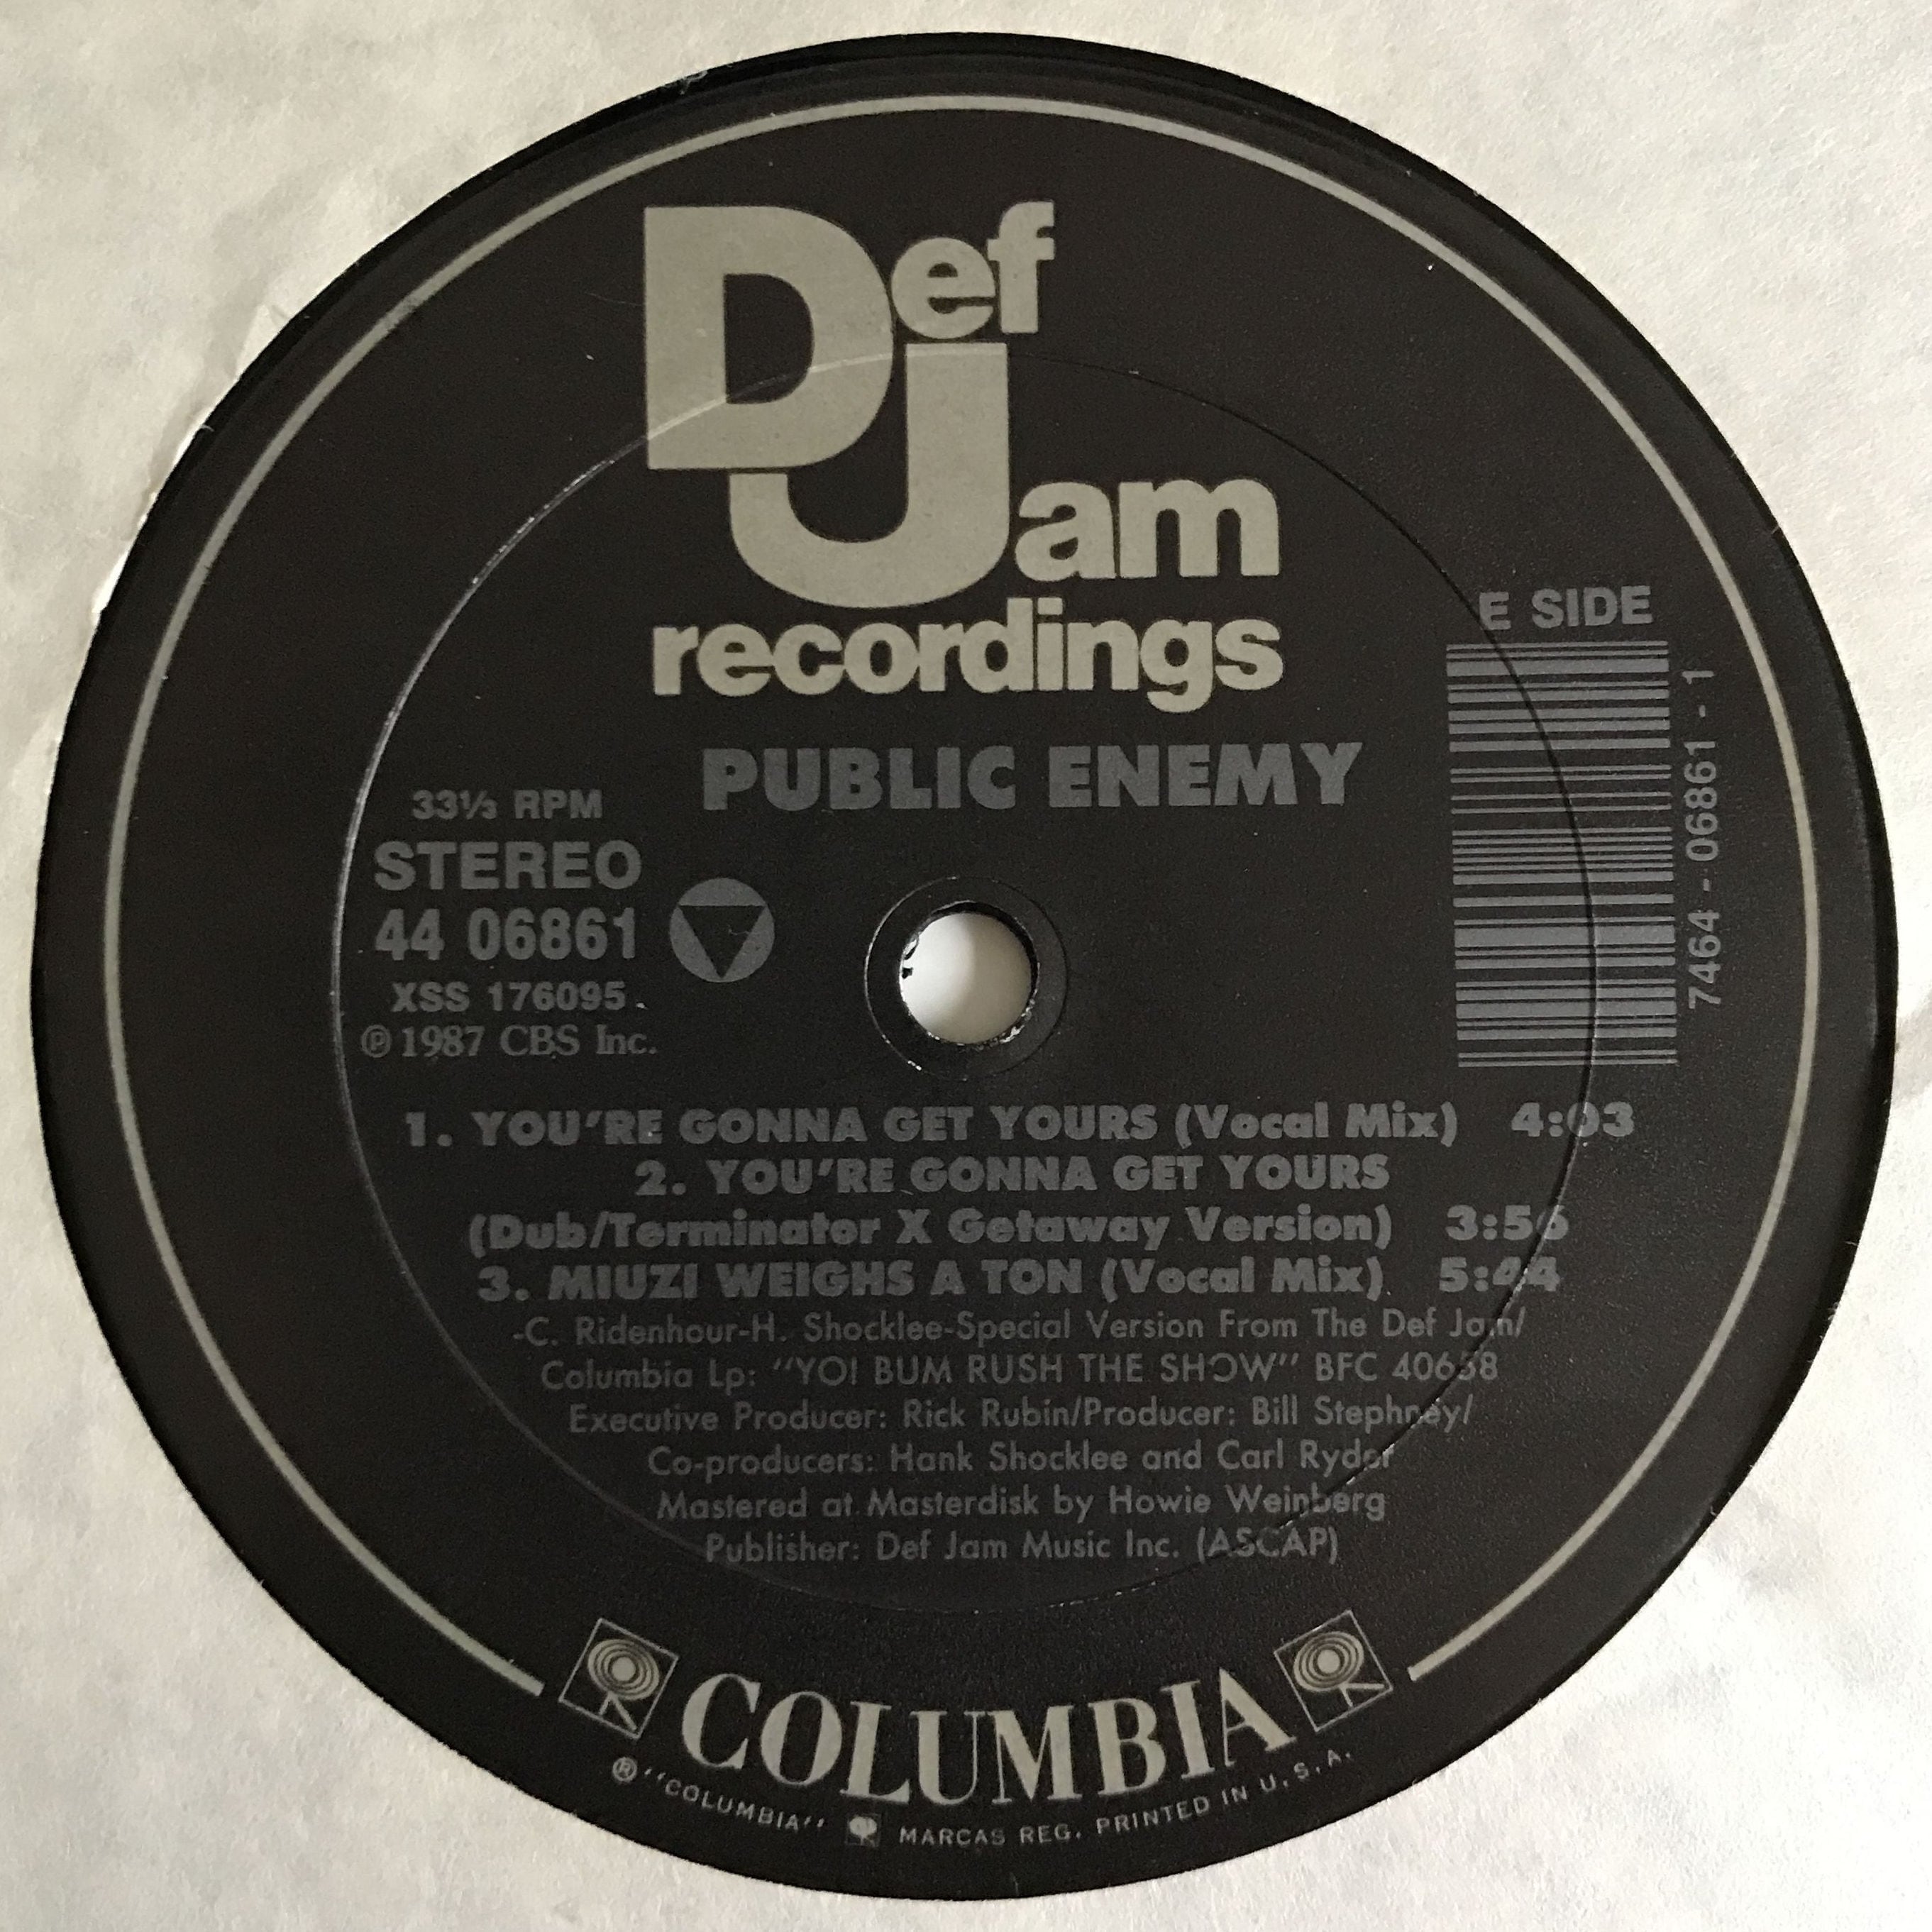 Def
Jam
recordings
E SIDE
PUBLIC ENEMY
7464 - 06861 - 1
33⅓ RPM
STEREO
44 06861
XSS 176095
℗ 1987 CBS Inc.
1. YOU'RE GONNA GET YOURS (Vocal Mix) 4:03
2. YOU'RE GONNA GET YOURS
(Dub/Terminator X Getaway Version) 3:56
3. MIUZI WEIGHS A TON (Vocal Mix) 5:44
-C. Ridenhour-H. Shocklee-Special Version From The Def Jam/
Columbia Lp: "YO! BUM RUSH THE SHOW" BFC 40658
Executive Producer: Rick Rubin/Producer: Bill Stephney/
Co-producers: Hank Shocklee and Carl Ryder
Mastered at Masterdisk by Howie Weinberg
Publisher: Def Jam Music Inc. (ASCAP)
COLUMBIA
® "COLUMBIA" MARCAS REG. PRINTED IN U.S.A.